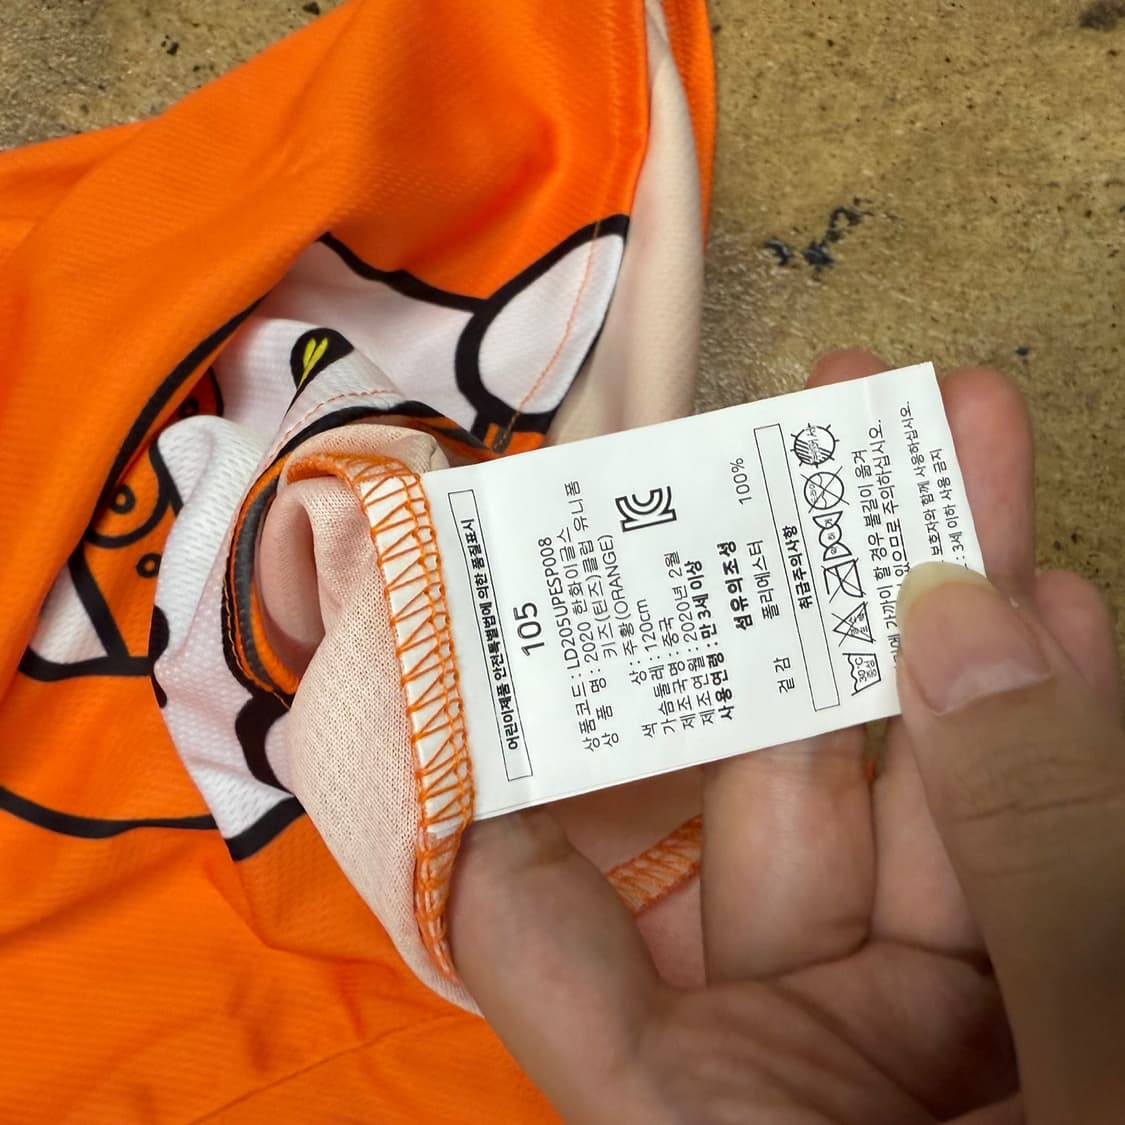 어린이제품 안전특별법에 의한 품질표시
105
상품코드 : LD20SUPESP008
상 품 명 : 2020 한화이글스
키즈(틴즈)클럽 유니폼
색 상 : 주황(ORANGE)
가슴둘레 : 120cm
제조국명 : 중국
제조연월 : 2020년 2월
사용연령 : 만 3세 이상
섬유의조성
겉감 폴리에스터 100%
취급주의사항
30℃
중성
가까이 할 경우 불길이 옮겨
있으므로 주의하십시오.
보호자와 함께 사용하십시오.
: 3세 이하 사용 금지